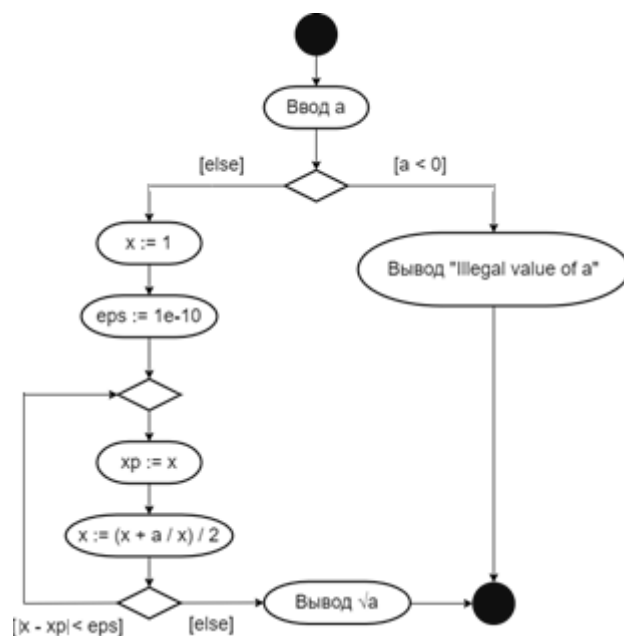 Ввод a
[else]
[a < 0]
x := 1
Вывод "Illegal value of a"
eps := 1e-10
xp := x
x := (x + a / x) / 2
Вывод √a
[|x - xp|< eps]
[else]